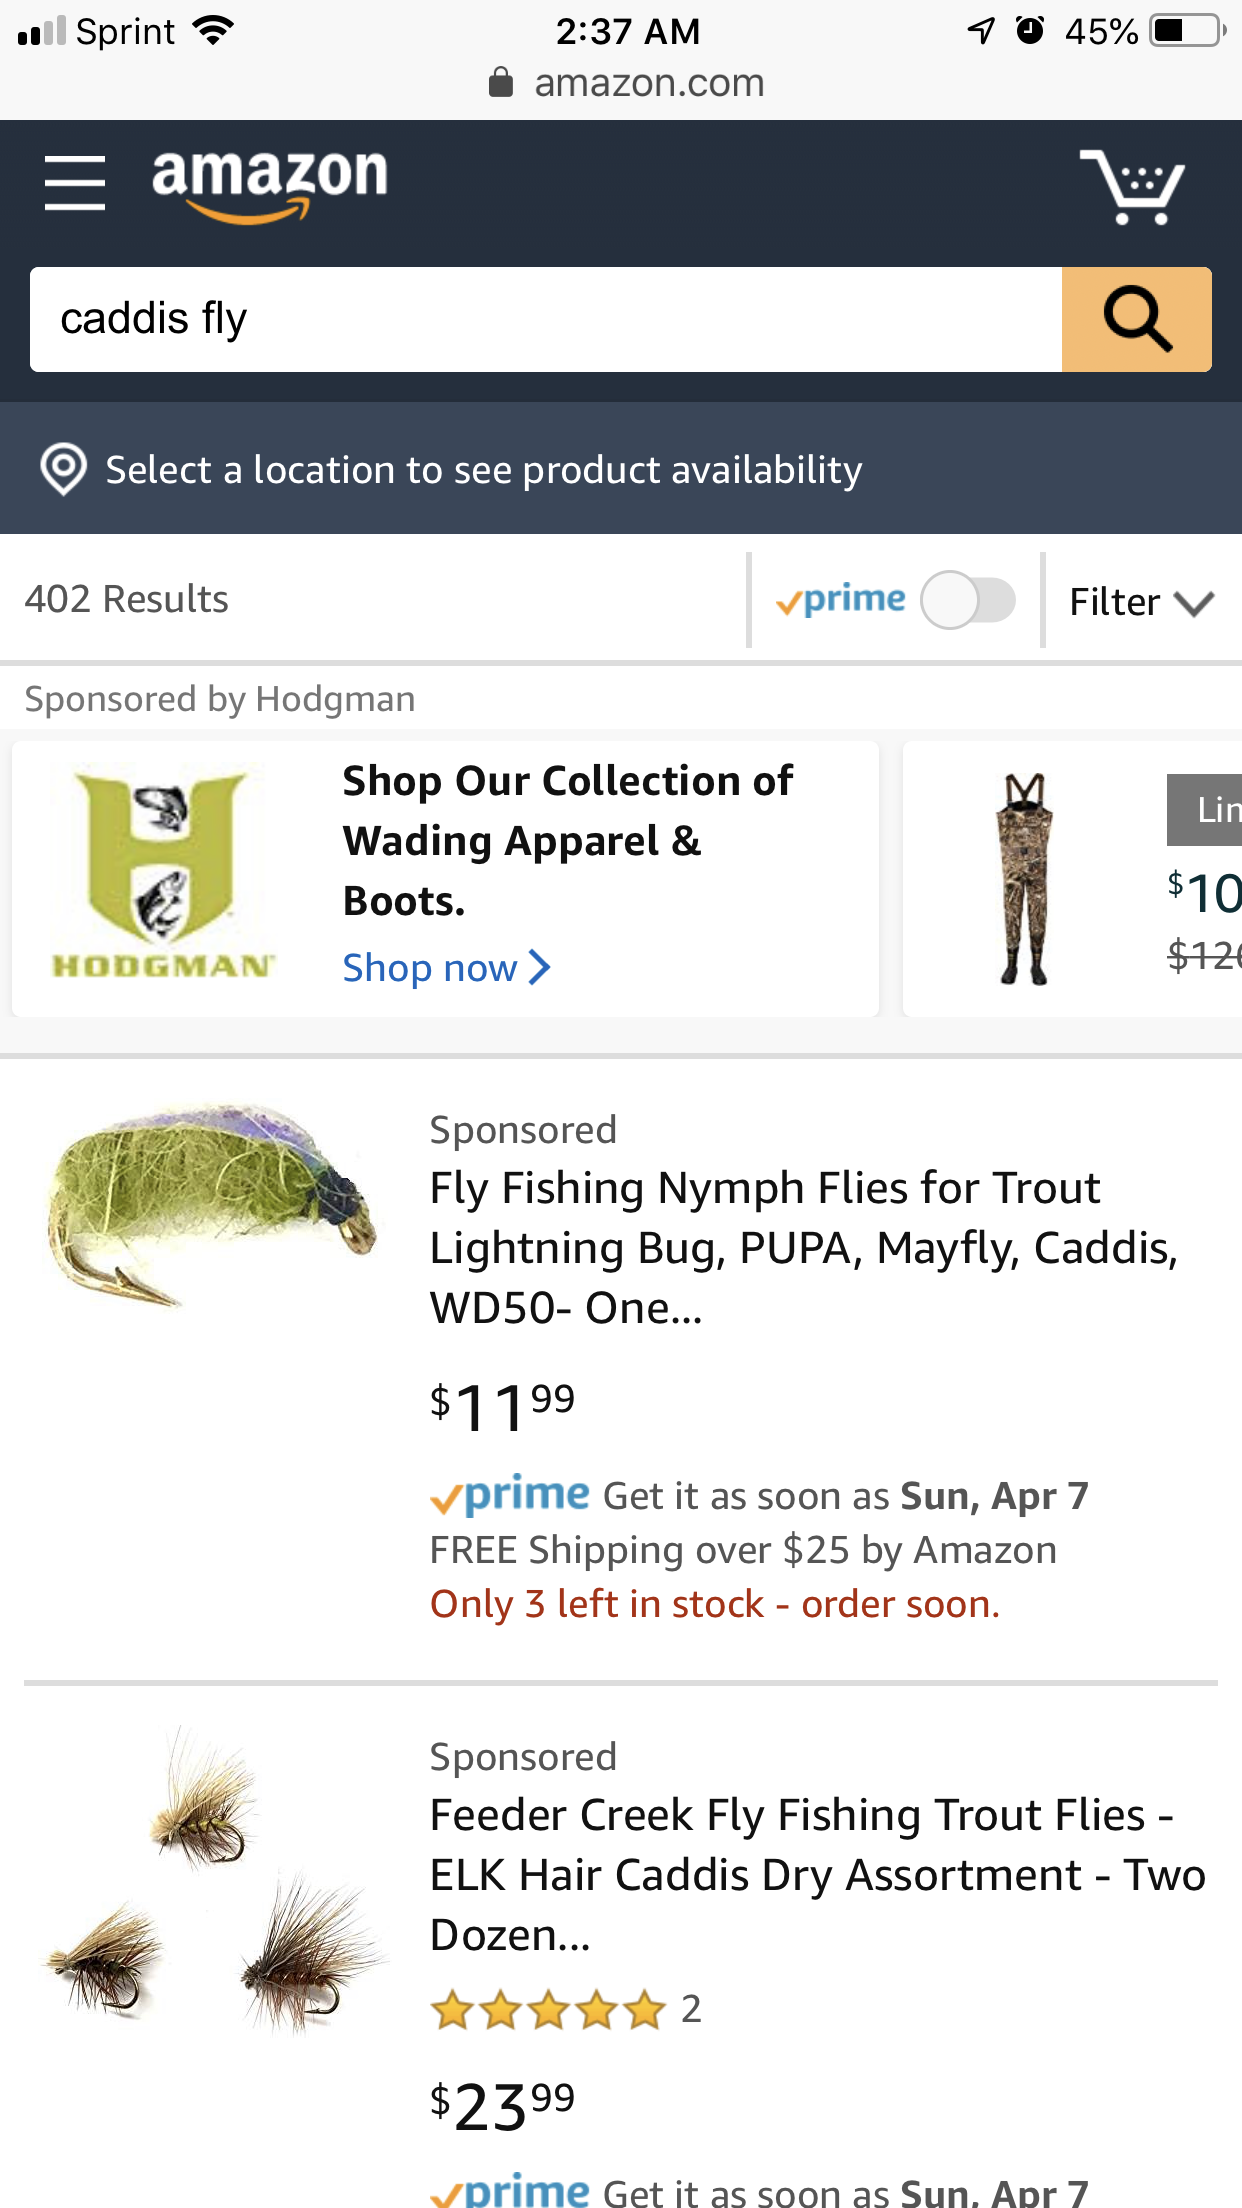 Sprint 2:37 AM 45%
amazon.com
amazon
caddis fly
Select a location to see product availability
402 Results prime Filter
Sponsored by Hodgman
Shop Our Collection of
Wading Apparel &
Boots.
Shop now
HODGMAN
Lin
$10
$126
Sponsored
Fly Fishing Nymph Flies for Trout
Lightning Bug, PUPA, Mayfly, Caddis,
WD50- One...
$11 99
prime Get it as soon as Sun, Apr 7
FREE Shipping over $25 by Amazon
Only 3 left in stock - order soon.
Sponsored
Feeder Creek Fly Fishing Trout Flies -
ELK Hair Caddis Dry Assortment - Two
Dozen...
2
$23 99
prime Get it as soon as Sun, Apr 7